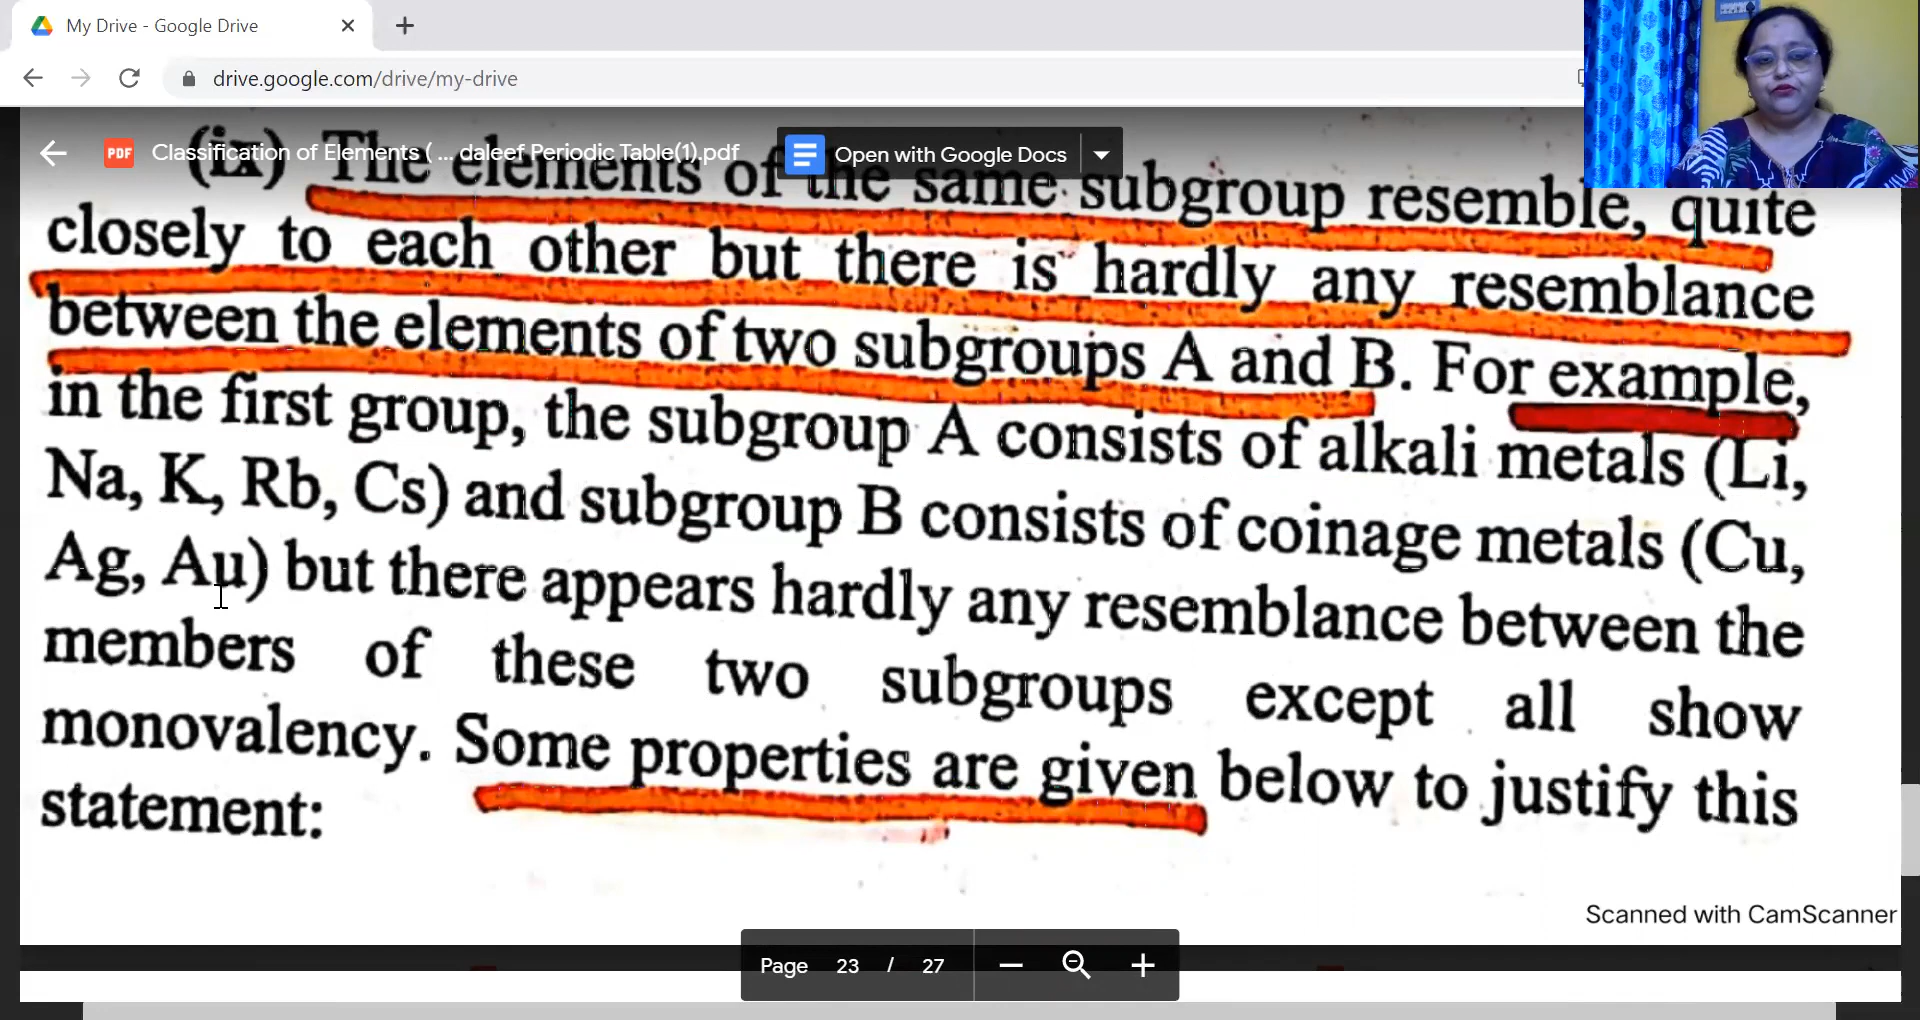 My Drive - Google Drive
drive.google.com/drive/my-drive
PDF Classification of Elements ( ... daleef Periodic Table(1).pdf
Open with Google Docs
(ix) The elements of the same subgroup resemble, quite
closely to each other but there is hardly any resemblance
between the elements of two subgroups A and B. For example,
in the first group, the subgroup A consists of alkali metals (Li,
Na, K, Rb, Cs) and subgroup B consists of coinage metals (Cu,
Ag, Au) but there appears hardly any resemblance between the
members of these two subgroups except all show
monovalency. Some properties are given below to justify this
statement:
Scanned with CamScanner
Page 23 / 27